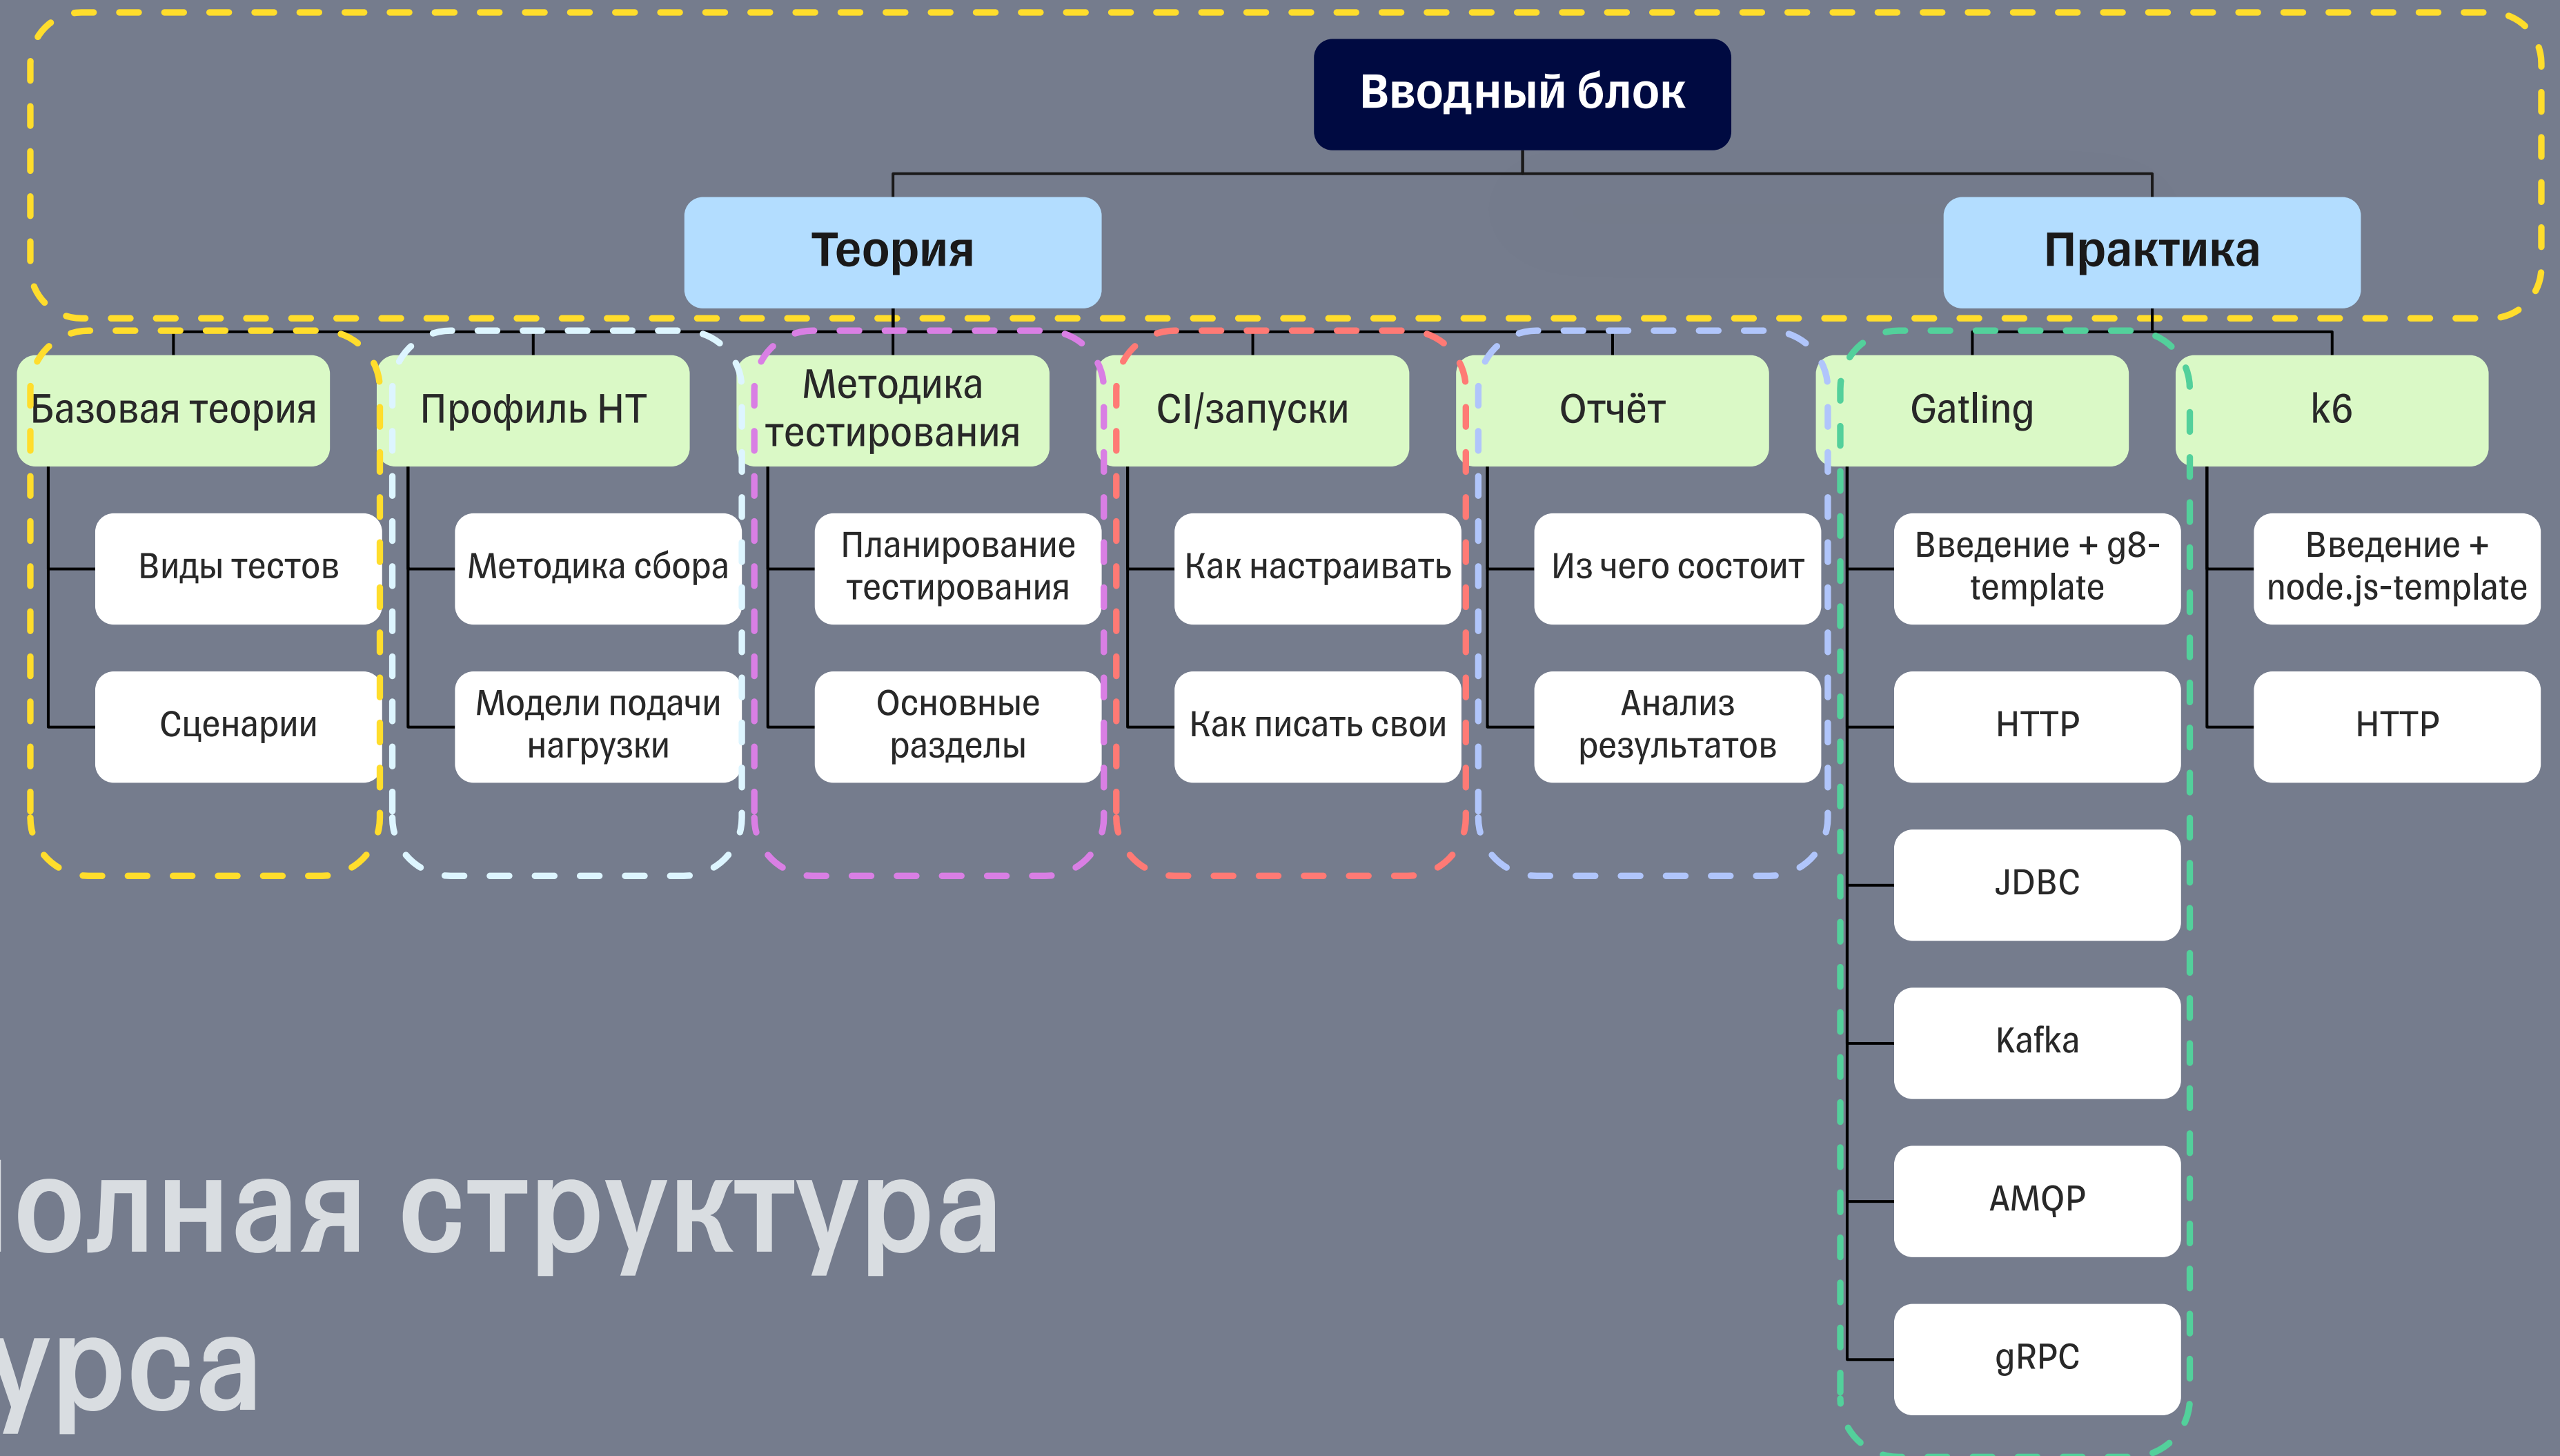 Вводный блок
Теория
Практика
Базовая теория
Виды тестов
Сценарии
Профиль НТ
Методика сбора
Модели подачи
нагрузки
Методика
тестирования
Планирование
тестирования
Основные
разделы
CI/запуски
Как настраивать
Как писать свои
Отчёт
Из чего состоит
Анализ
результатов
Gatling
Введение + g8-
template
HTTP
JDBC
Kafka
AMQP
gRPC
k6
Введение +
node.js-template
HTTP
олная структура
урса